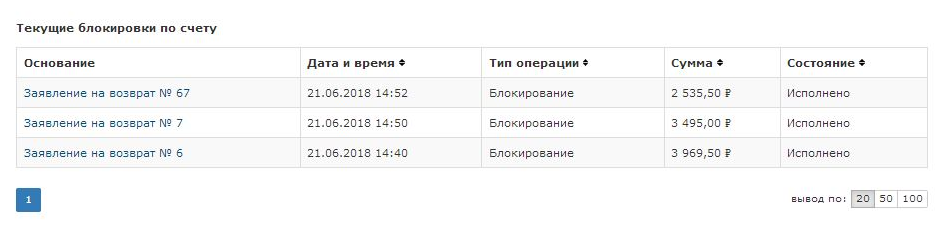 Текущие блокировки по счету
Основание Дата и время Тип операции Сумма Состояние
Заявление на возврат № 67 21.06.2018 14:52 Блокирование 2 535,50 ₽ Исполнено
Заявление на возврат № 7 21.06.2018 14:50 Блокирование 3 495,00 ₽ Исполнено
Заявление на возврат № 6 21.06.2018 14:40 Блокирование 3 969,50 ₽ Исполнено
1 вывод по: 20 50 100